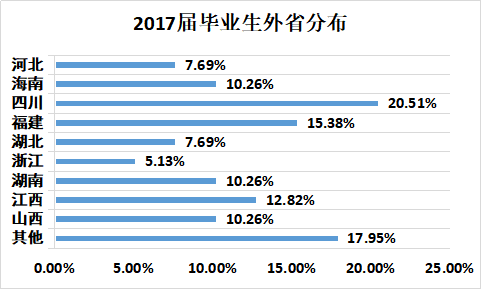 2017届毕业生外省分布
河北 7.69%
海南 10.26%
四川 20.51%
福建 15.38%
湖北 7.69%
浙江 5.13%
湖南 10.26%
江西 12.82%
山西 10.26%
其他 17.95%
0.00% 5.00% 10.00% 15.00% 20.00% 25.00%